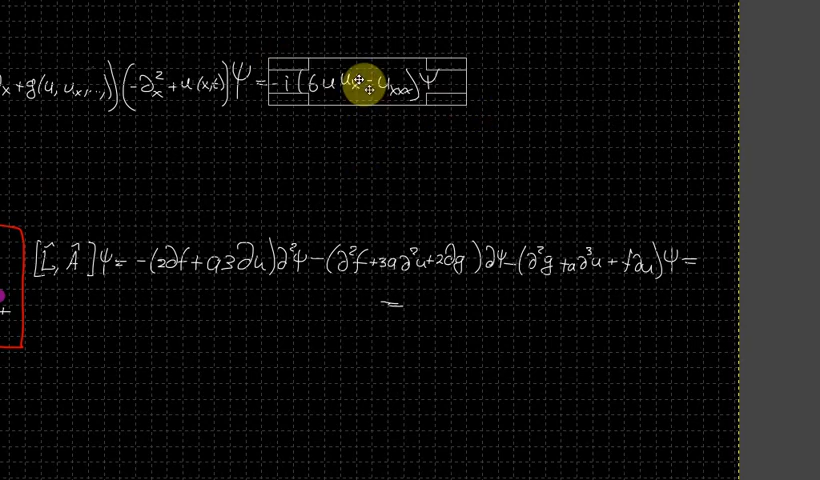 ₓ + g(u, uₓ, ..,))(-∂ₓ² + u(x,t))Ψ = -i(6u uₓ - uₓₓₓ)Ψ
[L̂, Â]Ψ = -(2∂f + a3∂u)∂²Ψ - (∂²f + 3a∂²u + 2∂g)∂Ψ - (∂²g + a∂³u + f∂u)Ψ =
=
+